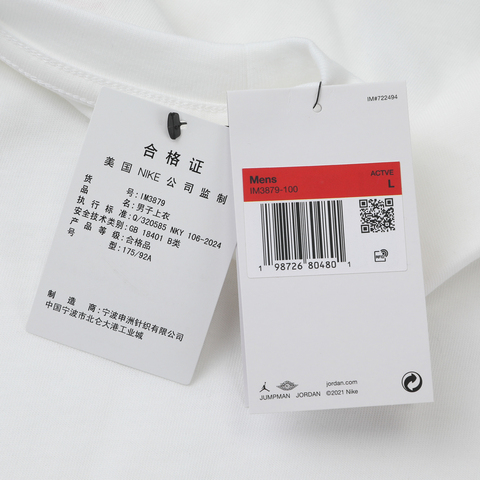 合格证
美国 NIKE 公司监制
货 号: IM3879
品 名: 男子上衣
执行标准: Q/320585 NKY 106-2024
安全技术类别: GB 18401 B类
产品等级: 合格品
型: 175/92A
制造商: 宁波申洲针织有限公司
中国宁波市北仑大港工业城
IM#722494
Mens ACTVE
IM3879-100 L
1 98726 80480 1
NFC
JUMPMAN JORDAN
jordan.com
©2021 Nike